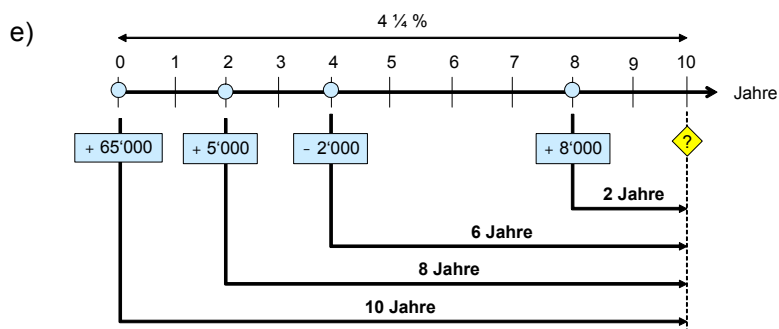 4 ¼ %
e)
0 1 2 3 4 5 6 7 8 9 10
Jahre
+ 65‘000 + 5‘000 - 2‘000 + 8‘000 ?
2 Jahre
6 Jahre
8 Jahre
10 Jahre